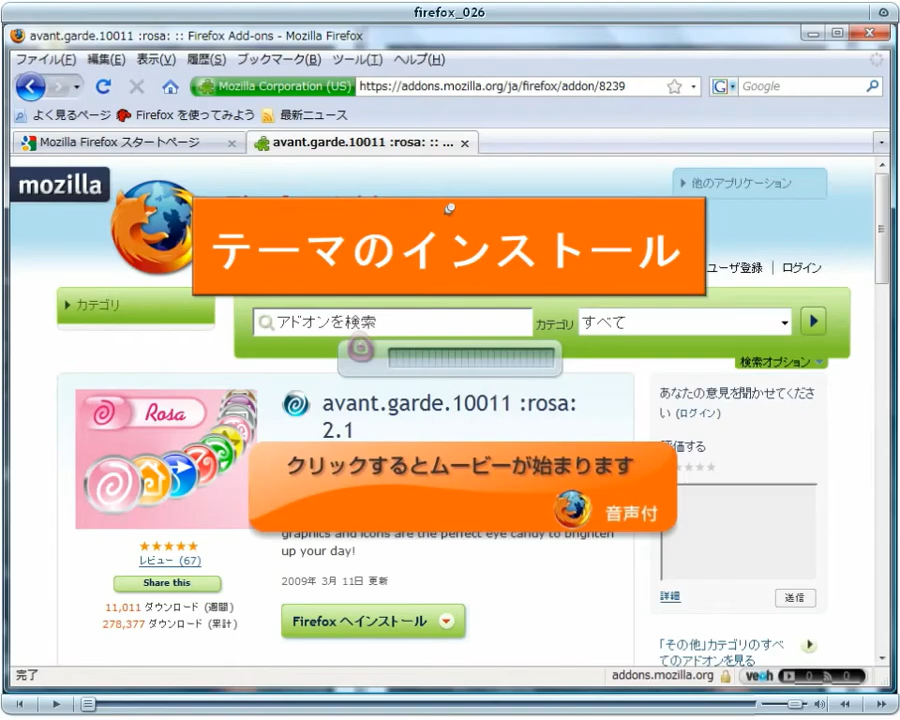 firefox_026
avant.garde.10011 :rosa: :: Firefox Add-ons - Mozilla Firefox
ファイル(F) 編集(E) 表示(V) 履歴(S) ブックマーク(B) ツール(T) ヘルプ(H)
Mozilla Corporation (US) https://addons.mozilla.org/ja/firefox/addon/8239 Google
よく見るページ Firefox を使ってみよう 最新ニュース
Mozilla Firefox スタートページ avant.garde.10011 :rosa: :: ...
mozilla
他のアプリケーション
テーマのインストール
ユーザ登録 | ログイン
カテゴリ
アドオンを検索 カテゴリ すべて
検索オプション
Rosa
avant.garde.10011 :rosa:
2.1
あなたの意見を聞かせてくださ
い (ログイン)
評価する
クリックするとムービーが始まります
音声付
graphics and icons are the perfect eye candy to brighten
up your day!
レビュー (67)
Share this
2009年 3月 11日 更新
11,011 ダウンロード (週間)
278,377 ダウンロード (累計)
Firefox へインストール
詳細 送信
「その他」カテゴリのすべ
てのアドオンを見る
完了 addons.mozilla.org veoh 0 0